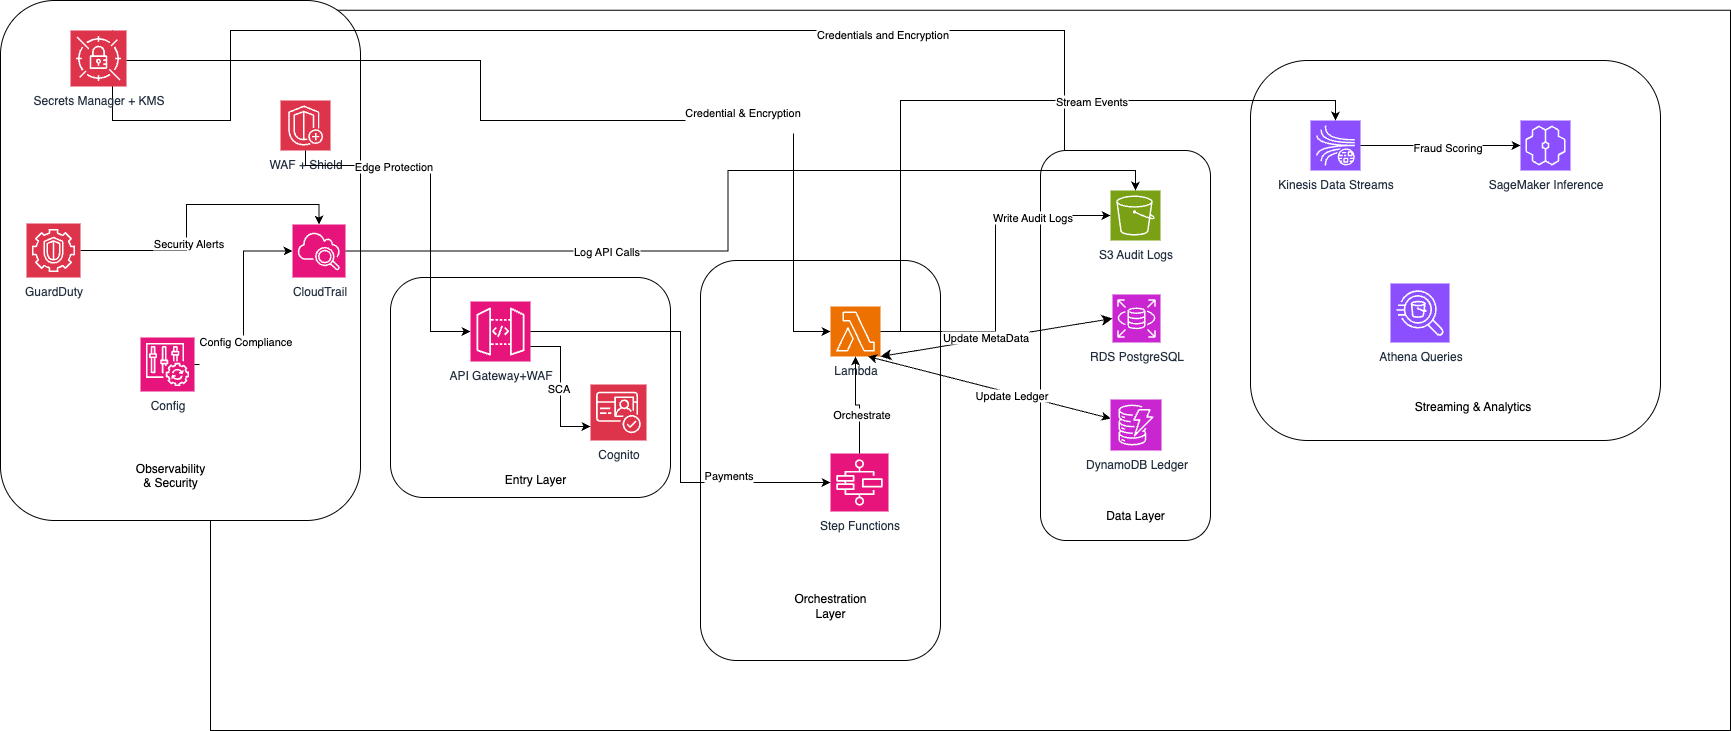 Credentials and Encryption
Secrets Manager + KMS
Credential & Encryption
Stream Events
WAF + Shield
Edge Protection
Fraud Scoring
Kinesis Data Streams
SageMaker Inference
Security Alerts
Write Audit Logs
Log API Calls
S3 Audit Logs
GuardDuty
CloudTrail
Config Compliance
Update MetaData
RDS PostgreSQL
Athena Queries
API Gateway+WAF
Lambda
SCA
Update Ledger
Config
Orchestrate
Streaming & Analytics
Cognito
DynamoDB Ledger
Observability
& Security
Entry Layer
Payments
Data Layer
Step Functions
Orchestration
Layer